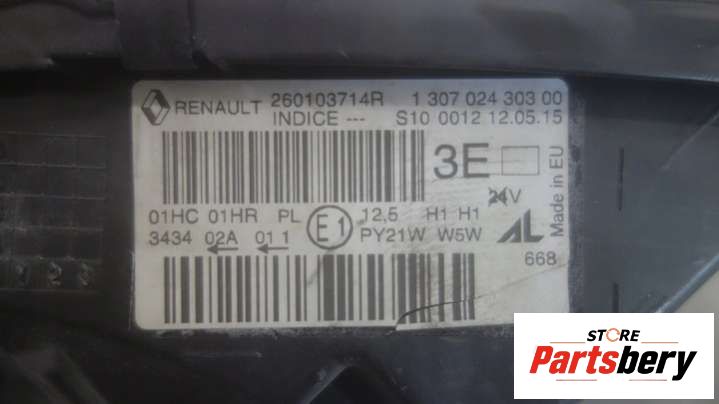 RENAULT 260103714R 1 307 024 303 00
INDICE --- S10 0012 12.05.15
3E
Made in EU
24V
01HC 01HR PL E1 12,5 H1 H1
3434 02A 01 1 PY21W W5W AL
668
STORE
Partsbery